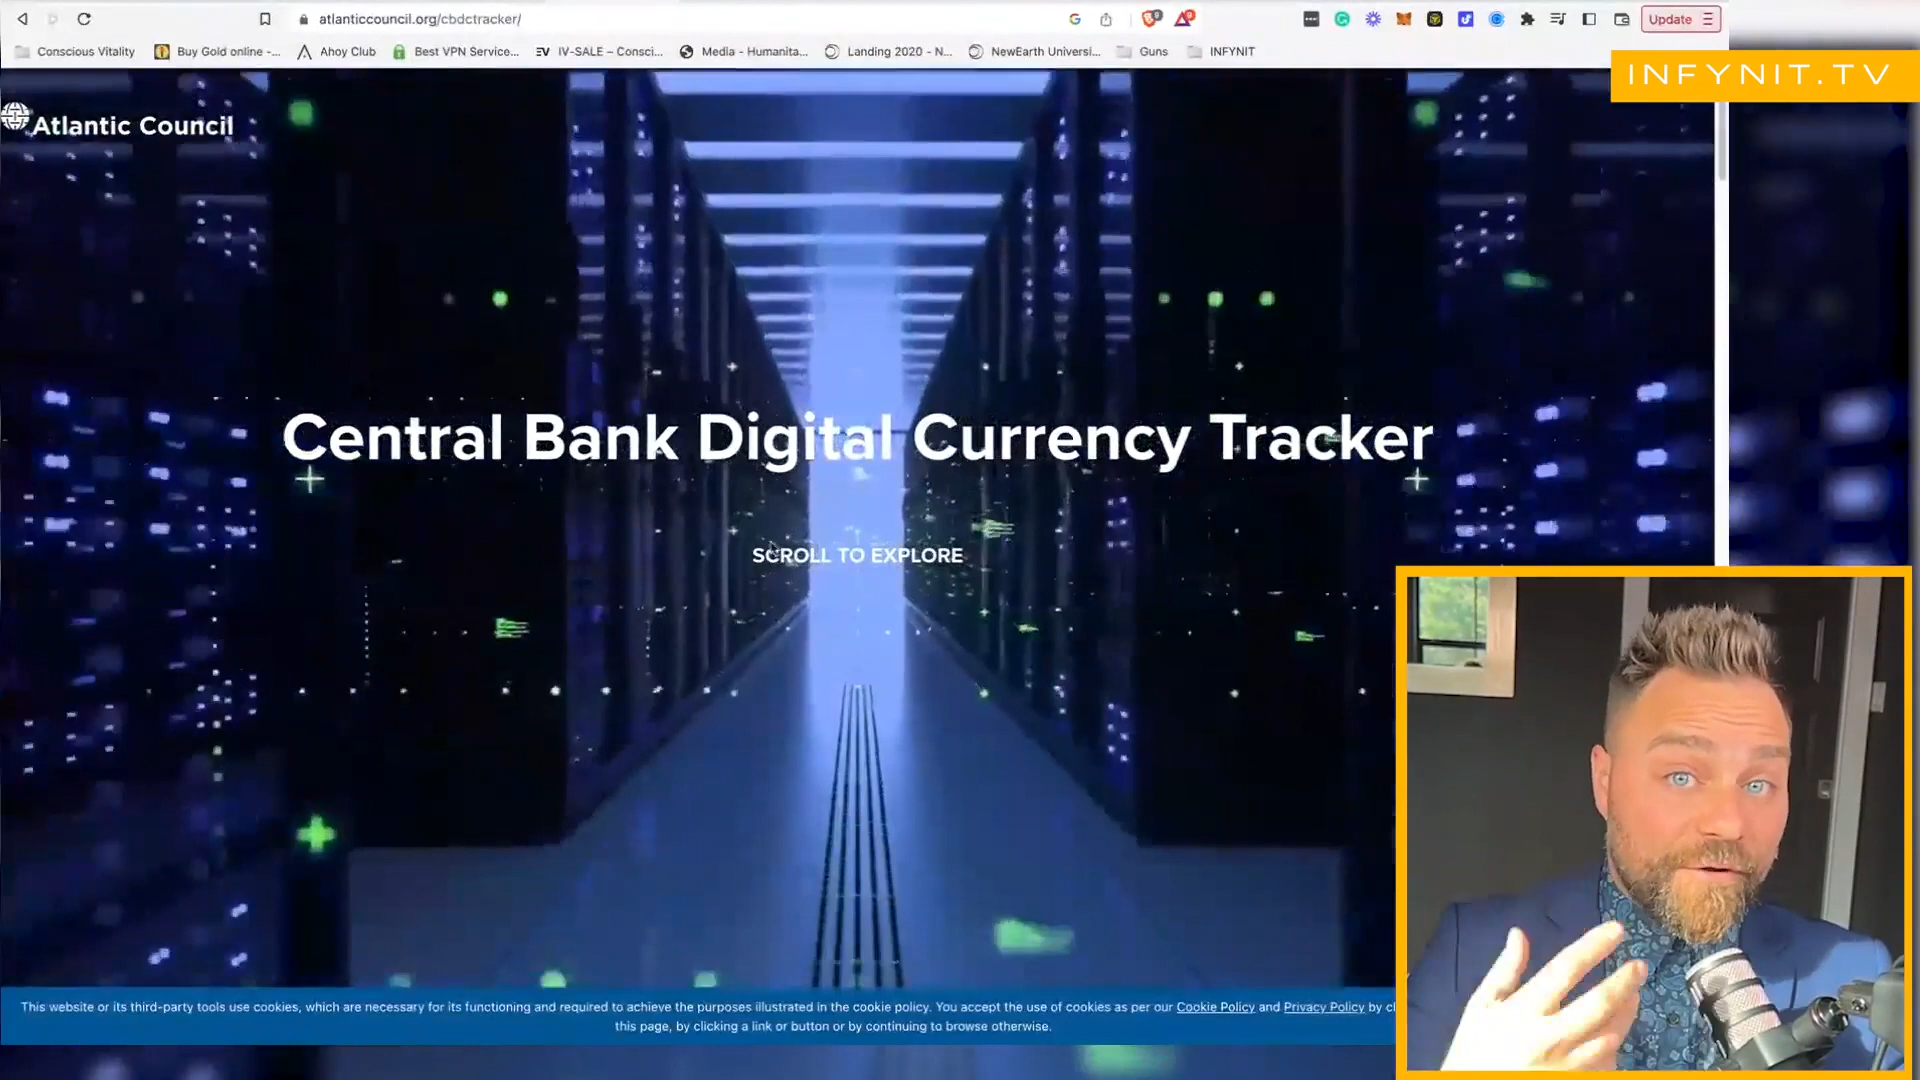 atlanticcouncil.org/cbdctracker/
Update
Conscious Vitality
Buy Gold online -...
Ahoy Club
Best VPN Service...
IV-SALE – Consci...
Media - Humanita...
Landing 2020 - N...
NewEarth Universi...
Guns
INFYNIT
INFYNIT.TV
Atlantic Council
Central Bank Digital Currency Tracker
SCROLL TO EXPLORE
This website or its third-party tools use cookies, which are necessary for its functioning and required to achieve the purposes illustrated in the cookie policy. You accept the use of cookies as per our Cookie Policy and Privacy Policy by cl
this page, by clicking a link or button or by continuing to browse otherwise.